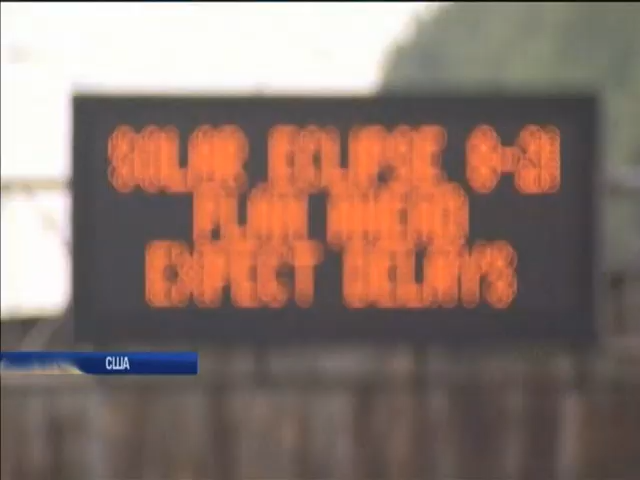 SOLAR ECLIPSE 8-21
PLAN AHEAD
EXPECT DELAYS
США